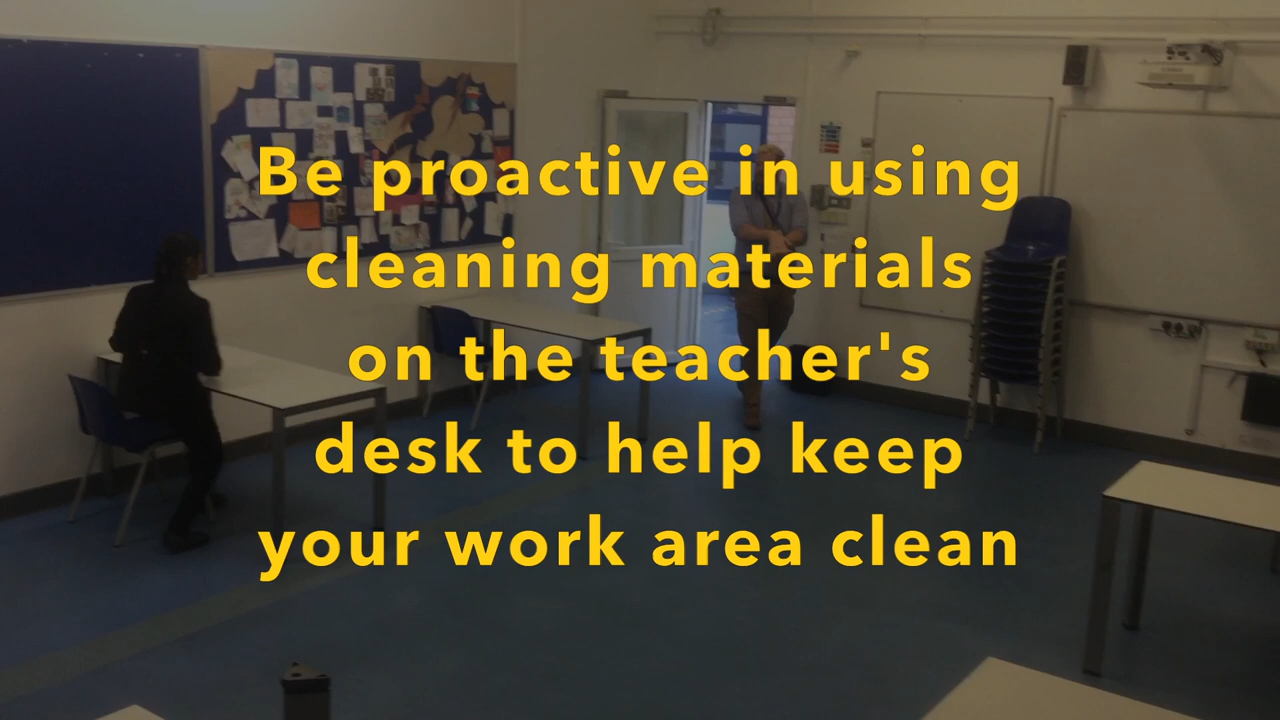 Be proactive in using
cleaning materials
on the teacher's
desk to help keep
your work area clean